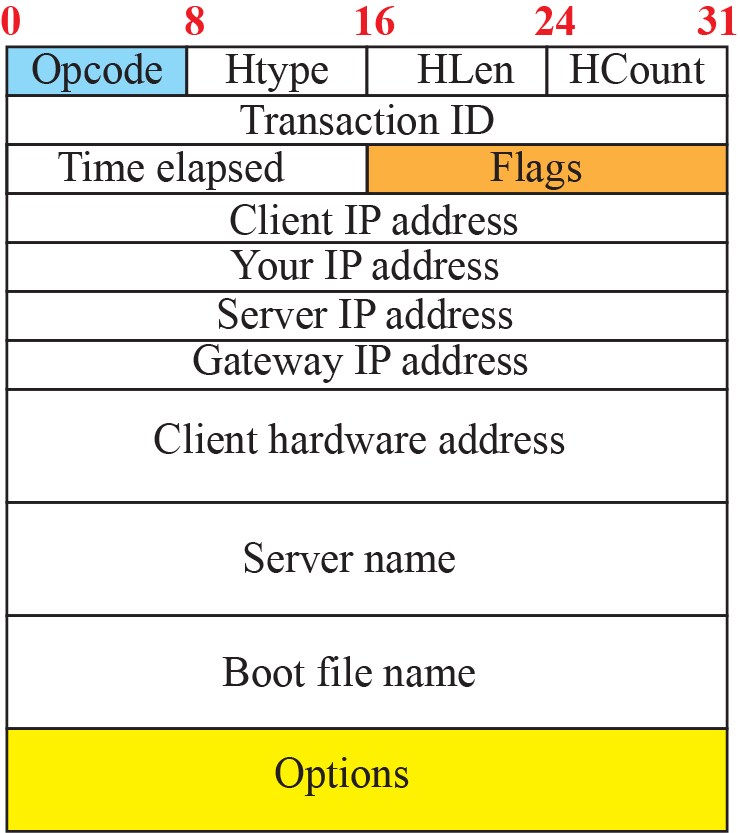 0 8 16 24 31
Opcode Htype HLen HCount
Transaction ID
Time elapsed Flags
Client IP address
Your IP address
Server IP address
Gateway IP address
Client hardware address
Server name
Boot file name
Options